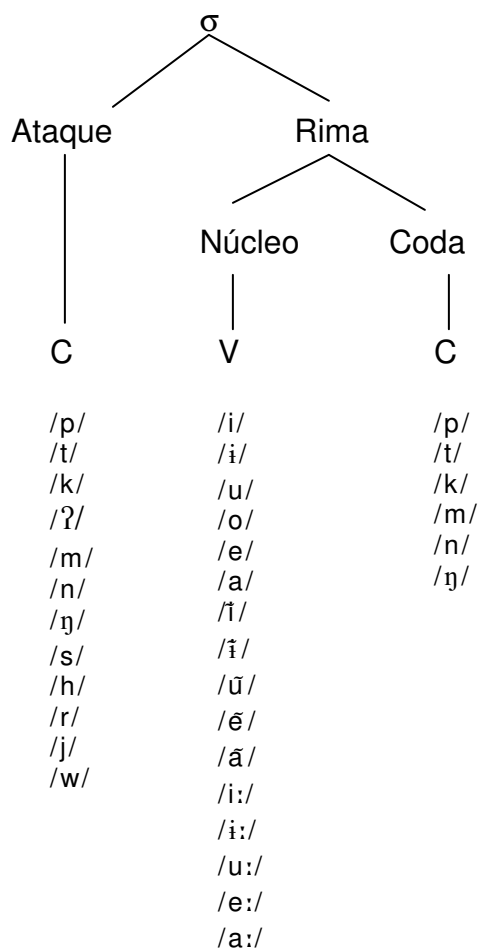 σ
Ataque Rima
Núcleo Coda
C V C
/p/ /i/ /p/
/t/ /ɨ/ /t/
/k/ /u/ /k/
/ʔ/ /o/ /m/
/m/ /e/ /n/
/n/ /a/ /ŋ/
/ŋ/ /ĩ/
/s/ /ɨ̃/
/h/ /ũ/
/r/ /ẽ/
/j/ /ã/
/w/ /iː/
/ɨː/
/uː/
/eː/
/aː/